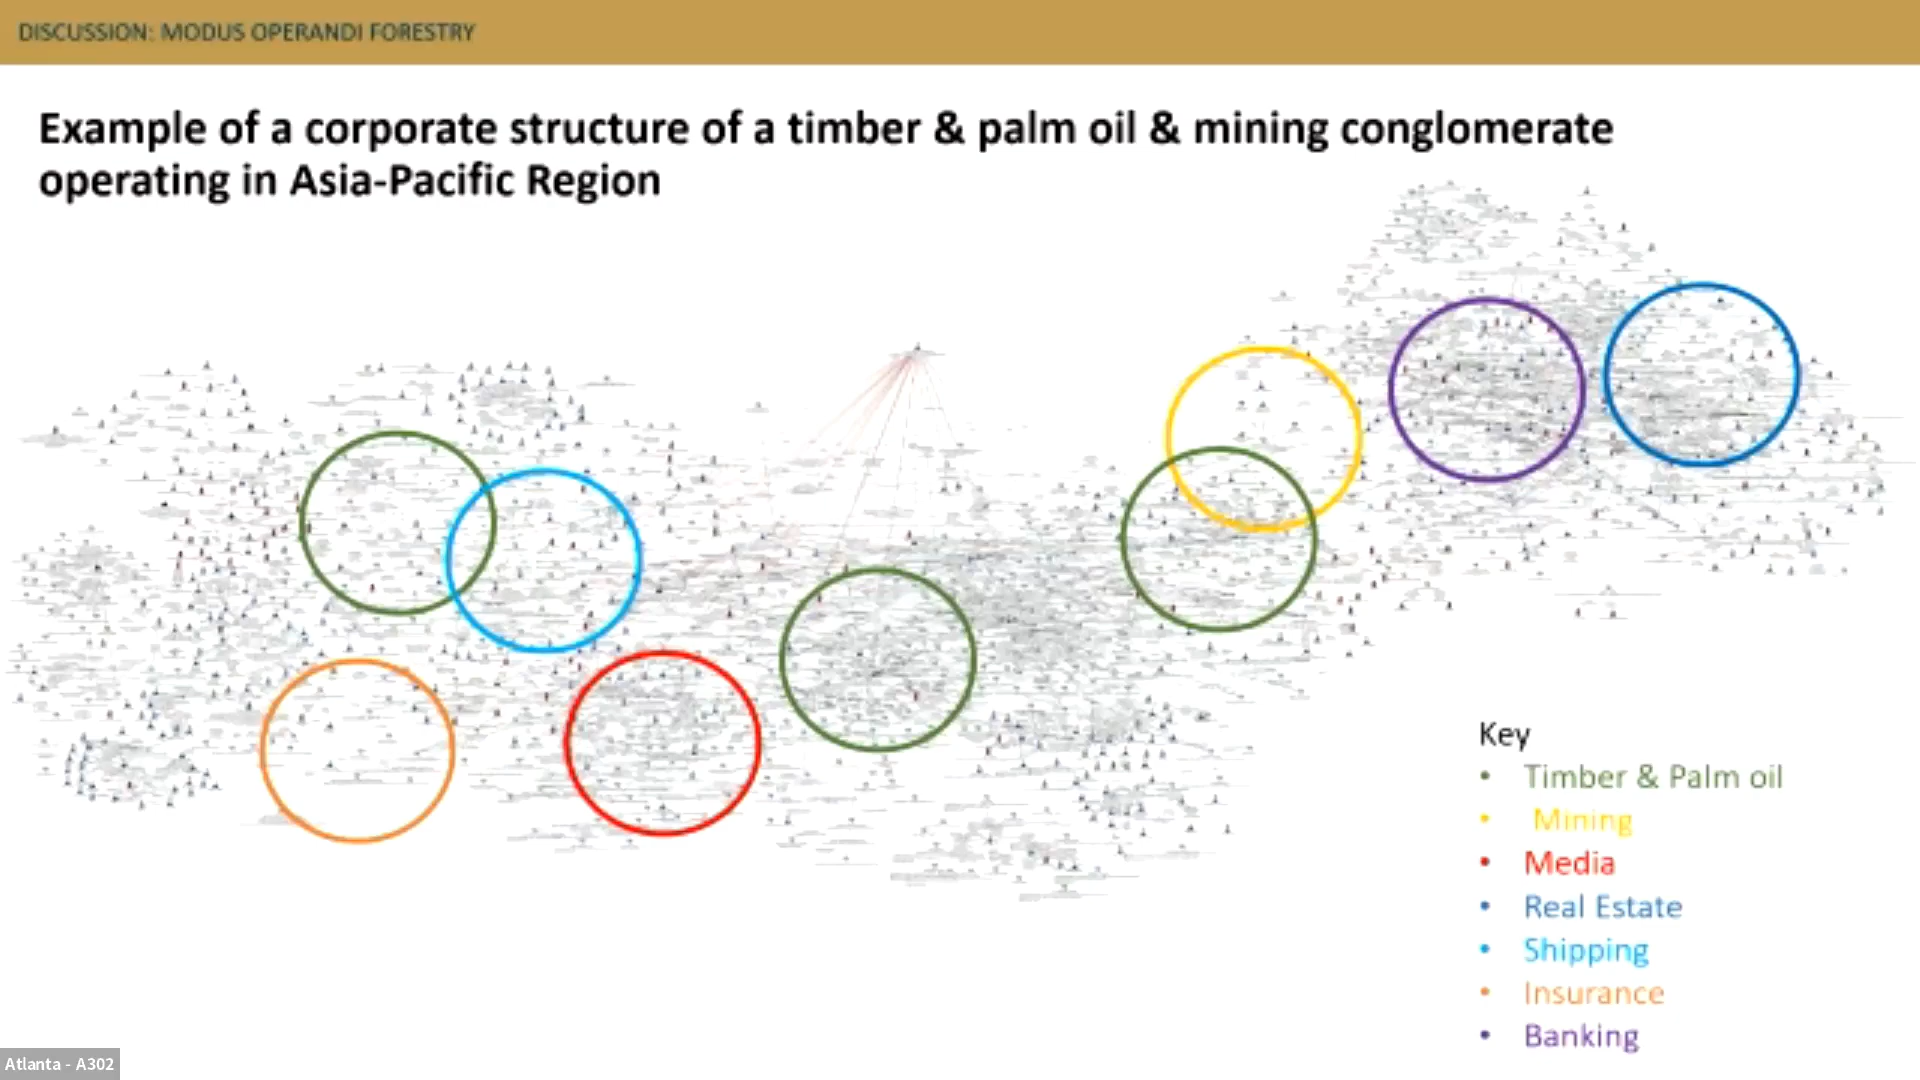 DISCUSSION: MODUS OPERANDI FORESTRY
Example of a corporate structure of a timber & palm oil & mining conglomerate
operating in Asia-Pacific Region
Key
• Timber & Palm oil
• Mining
• Media
• Real Estate
• Shipping
• Insurance
• Banking
Atlanta - A302